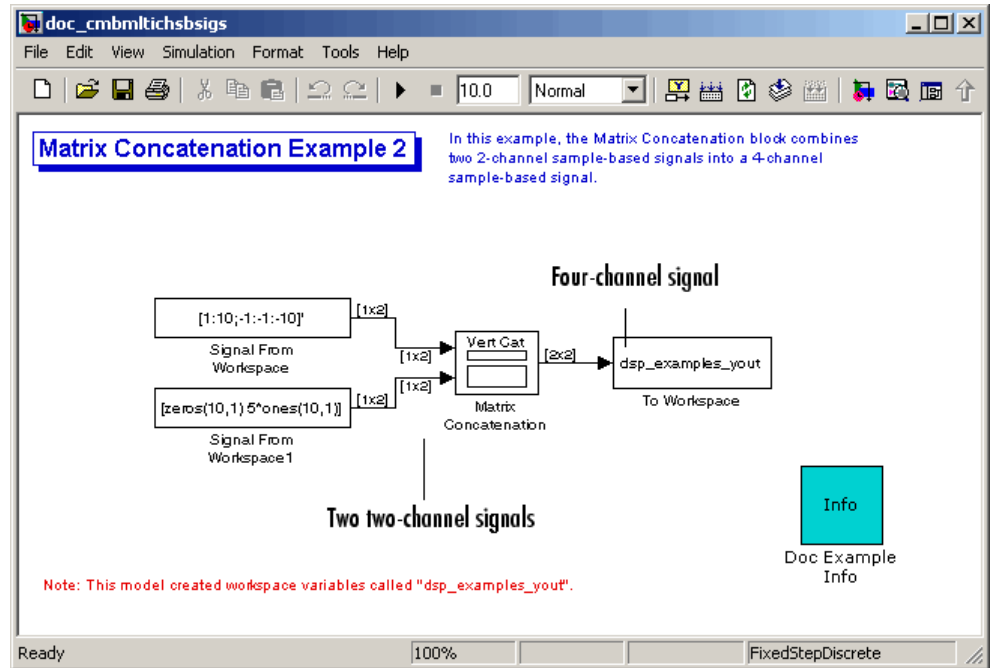 doc_cmbmltichsbsigs
File Edit View Simulation Format Tools Help
10.0 Normal
Matrix Concatenation Example 2
In this example, the Matrix Concatenation block combines
two 2-channel sample-based signals into a 4-channel
sample-based signal.
Four-channel signal
[1:10;-1:-1:-10]'
[1x2]
Signal From
Workspace
[1x2]
Vert Cat
[2x2]
dsp_examples_yout
To Workspace
[zeros(10,1) 5*ones(10,1)]
[1x2]
[1x2]
Signal From
Workspace1
Matrix
Concatenation
Two two-channel signals
Info
Doc Example
Info
Note: This model created workspace variables called "dsp_examples_yout".
Ready 100% FixedStepDiscrete